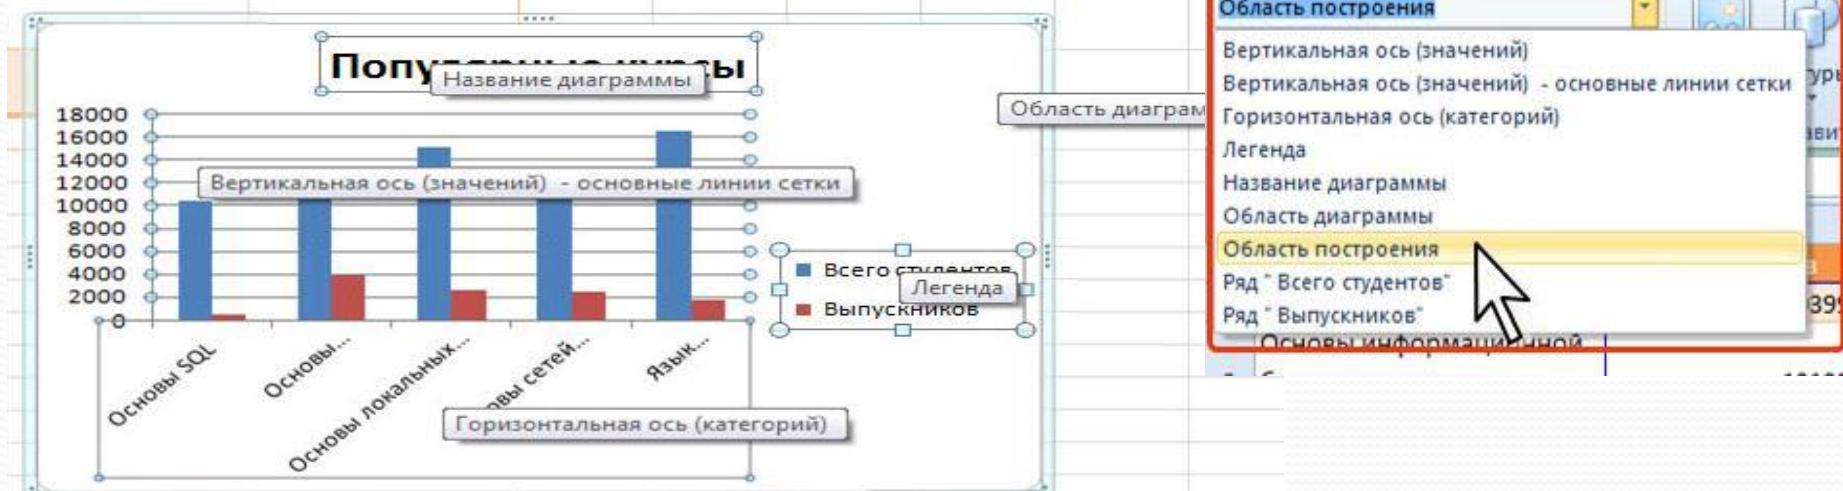 Популярные курсы
Название диаграммы
18000
16000
14000
12000
10000
8000
6000
4000
2000
0
Вертикальная ось (значений) - основные линии сетки
Всего студентов
Легенда
Выпускников
Основы SQL
Основы...
Основы локальных...
овы сетей...
Язык...
Горизонтальная ось (категорий)
Область диаграм
Область построения
Вертикальная ось (значений)
Вертикальная ось (значений) - основные линии сетки
Горизонтальная ось (категорий)
Легенда
Название диаграммы
Область диаграммы
Область построения
Ряд "Всего студентов"
Ряд "Выпускников"
Основы информационной